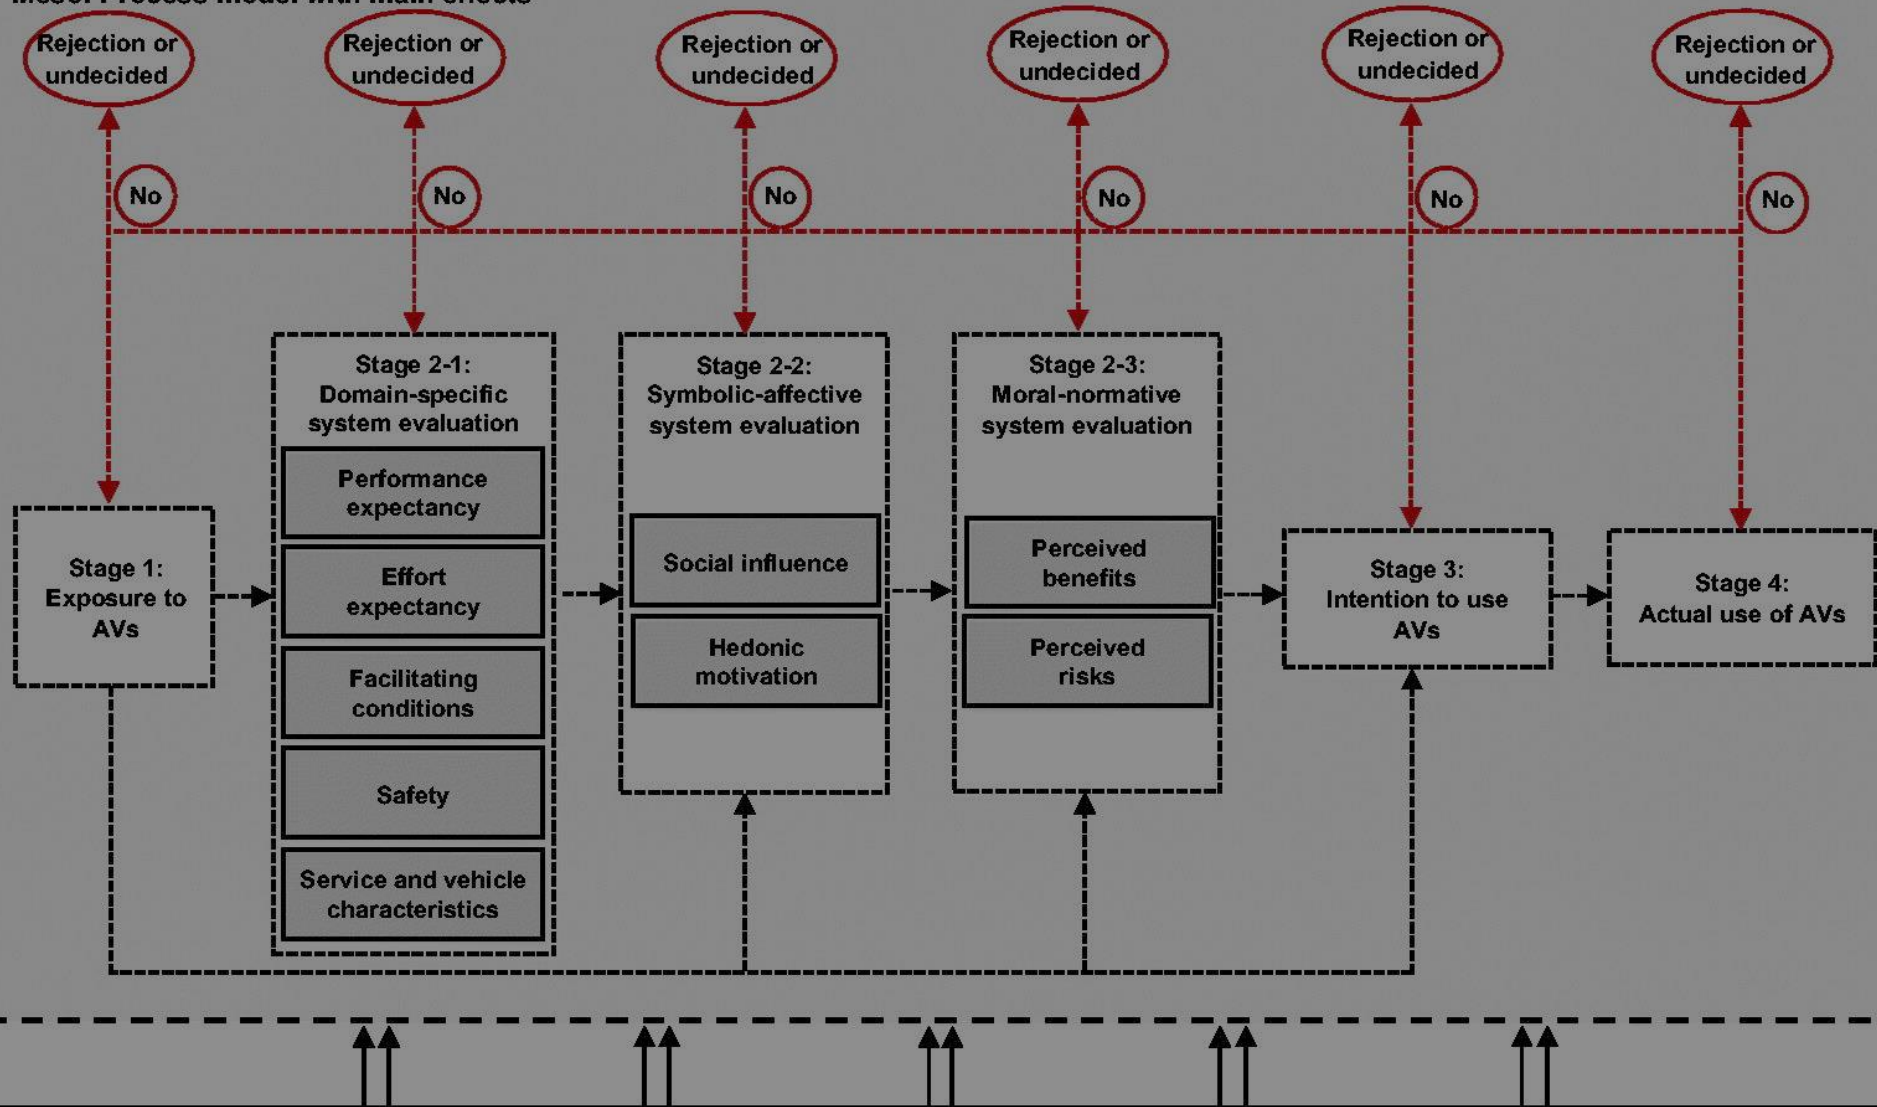 Rejection or
undecided
Rejection or
undecided
Rejection or
undecided
Rejection or
undecided
Rejection or
undecided
Rejection or
undecided
No
No
No
No
No
No
Stage 1:
Exposure to
AVs
Stage 2-1:
Domain-specific
system evaluation
Performance
expectancy
Effort
expectancy
Facilitating
conditions
Safety
Service and vehicle
characteristics
Stage 2-2:
Symbolic-affective
system evaluation
Social influence
Hedonic
motivation
Stage 2-3:
Moral-normative
system evaluation
Perceived
benefits
Perceived
risks
Stage 3:
Intention to use
AVs
Stage 4:
Actual use of AVs